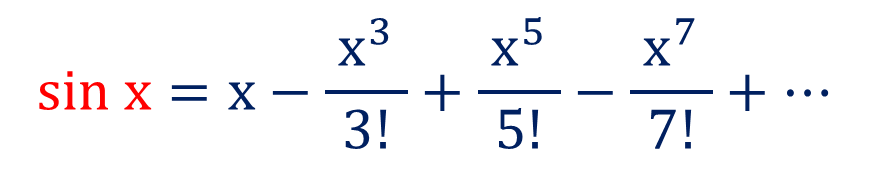 sin x = x − x³/3! + x⁵/5! − x⁷/7! + ⋯